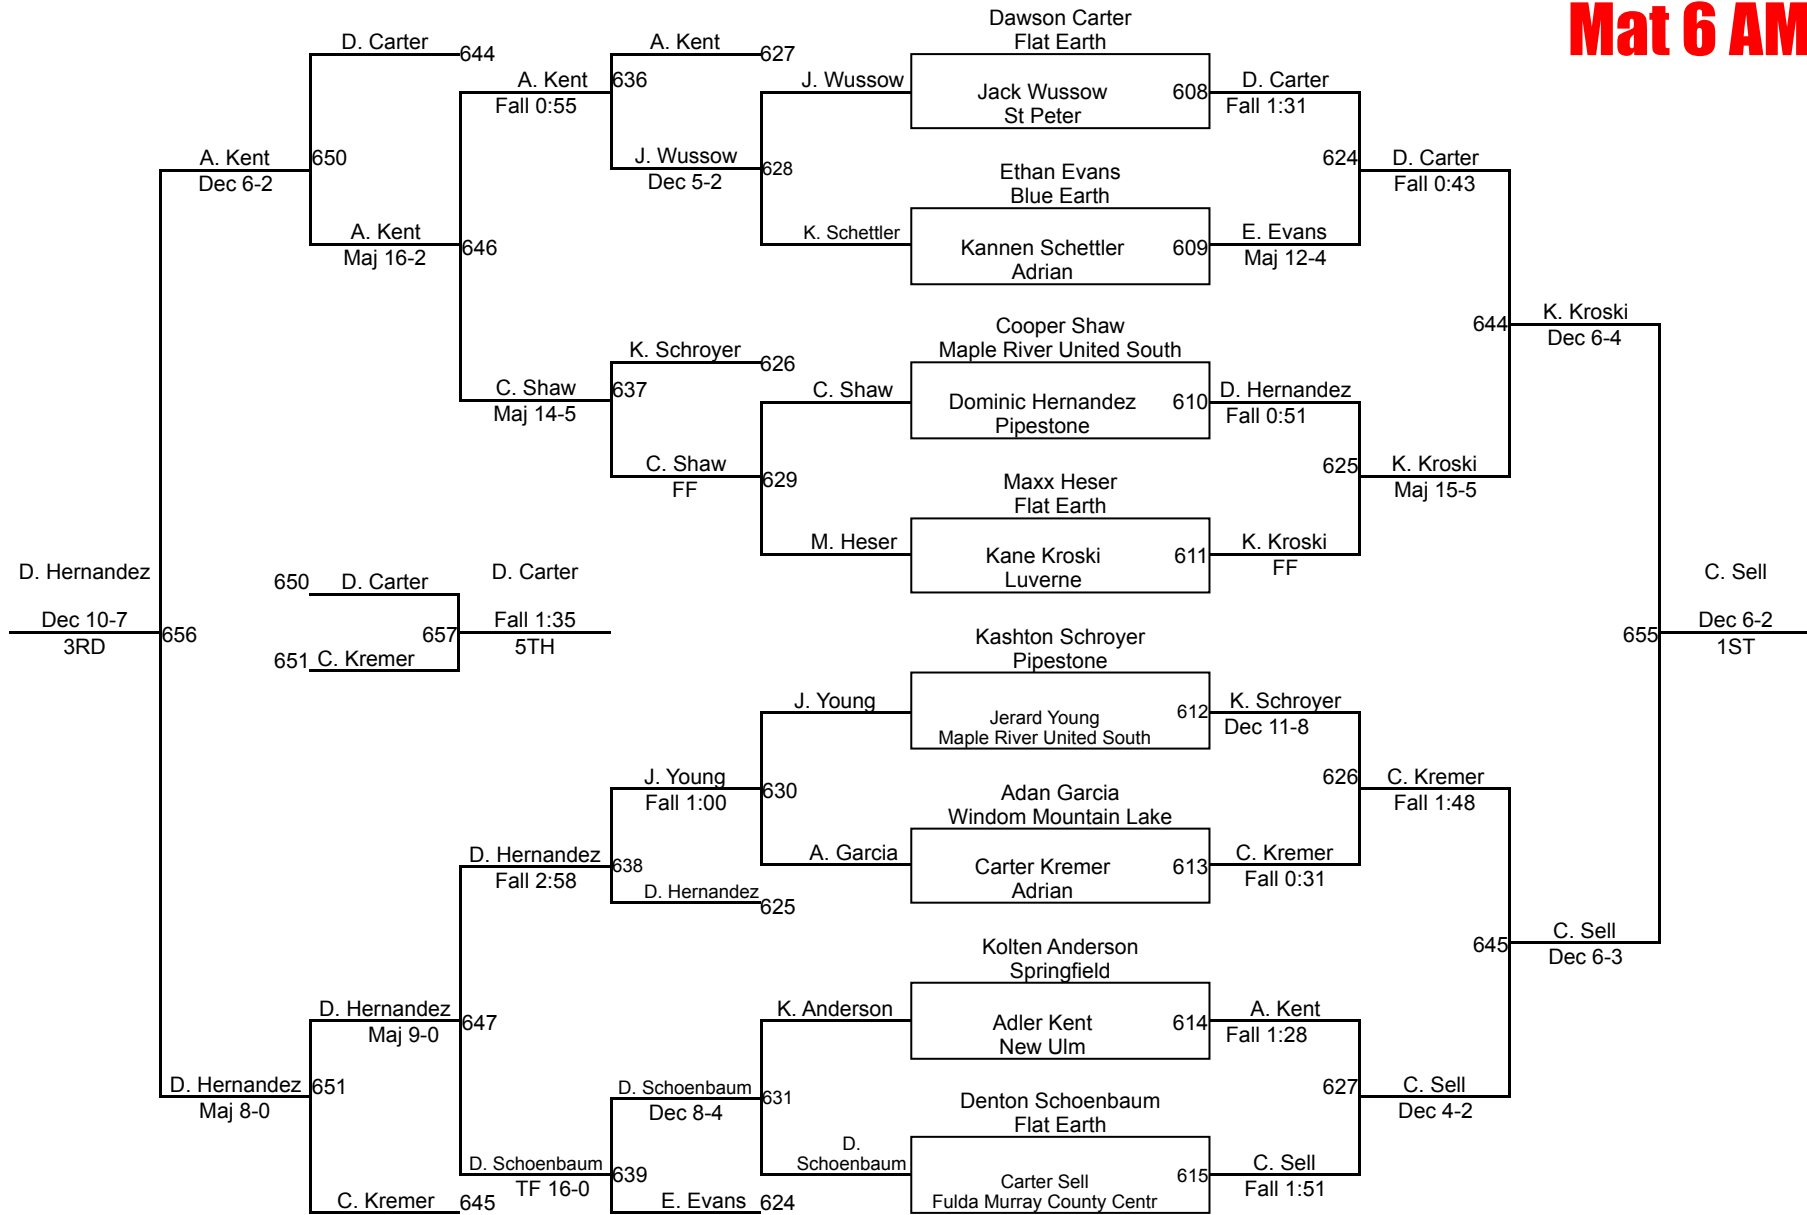 Mat 6 AM
Dawson Carter
Flat Earth
D. Carter
644
A. Kent
627
A. Kent
636
Fall 0:55
J. Wussow
Jack Wussow
St Peter
608
D. Carter
Fall 1:31
A. Kent
Dec 6-2
650
J. Wussow
Dec 5-2
628
624
D. Carter
Fall 0:43
Ethan Evans
Blue Earth
A. Kent
Maj 16-2
646
K. Schettler
Kannen Schettler
Adrian
609
E. Evans
Maj 12-4
Cooper Shaw
Maple River United South
644
K. Kroski
Dec 6-4
K. Schroyer
626
C. Shaw
Maj 14-5
637
C. Shaw
Dominic Hernandez
Pipestone
610
D. Hernandez
Fall 0:51
C. Shaw
FF
629
625
K. Kroski
Maj 15-5
Maxx Heser
Flat Earth
M. Heser
Kane Kroski
Luverne
611
K. Kroski
FF
D. Hernandez
Dec 10-7
3RD
656
650
D. Carter
651
C. Kremer
657
D. Carter
Fall 1:35
5TH
C. Sell
Dec 6-2
1ST
655
Kashton Schroyer
Pipestone
J. Young
Jerard Young
Maple River United South
612
K. Schroyer
Dec 11-8
J. Young
Fall 1:00
630
626
C. Kremer
Fall 1:48
Adan Garcia
Windom Mountain Lake
D. Hernandez
Fall 2:58
638
A. Garcia
Carter Kremer
Adrian
613
C. Kremer
Fall 0:31
D. Hernandez
625
Kolten Anderson
Springfield
645
C. Sell
Dec 6-3
D. Hernandez
Maj 9-0
647
K. Anderson
Adler Kent
New Ulm
614
A. Kent
Fall 1:28
D. Hernandez
Maj 8-0
651
D. Schoenbaum
Dec 8-4
631
627
C. Sell
Dec 4-2
Denton Schoenbaum
Flat Earth
D. Schoenbaum
TF 16-0
639
D.
Schoenbaum
Carter Sell
Fulda Murray County Centr
615
C. Sell
Fall 1:51
C. Kremer
645
E. Evans
624